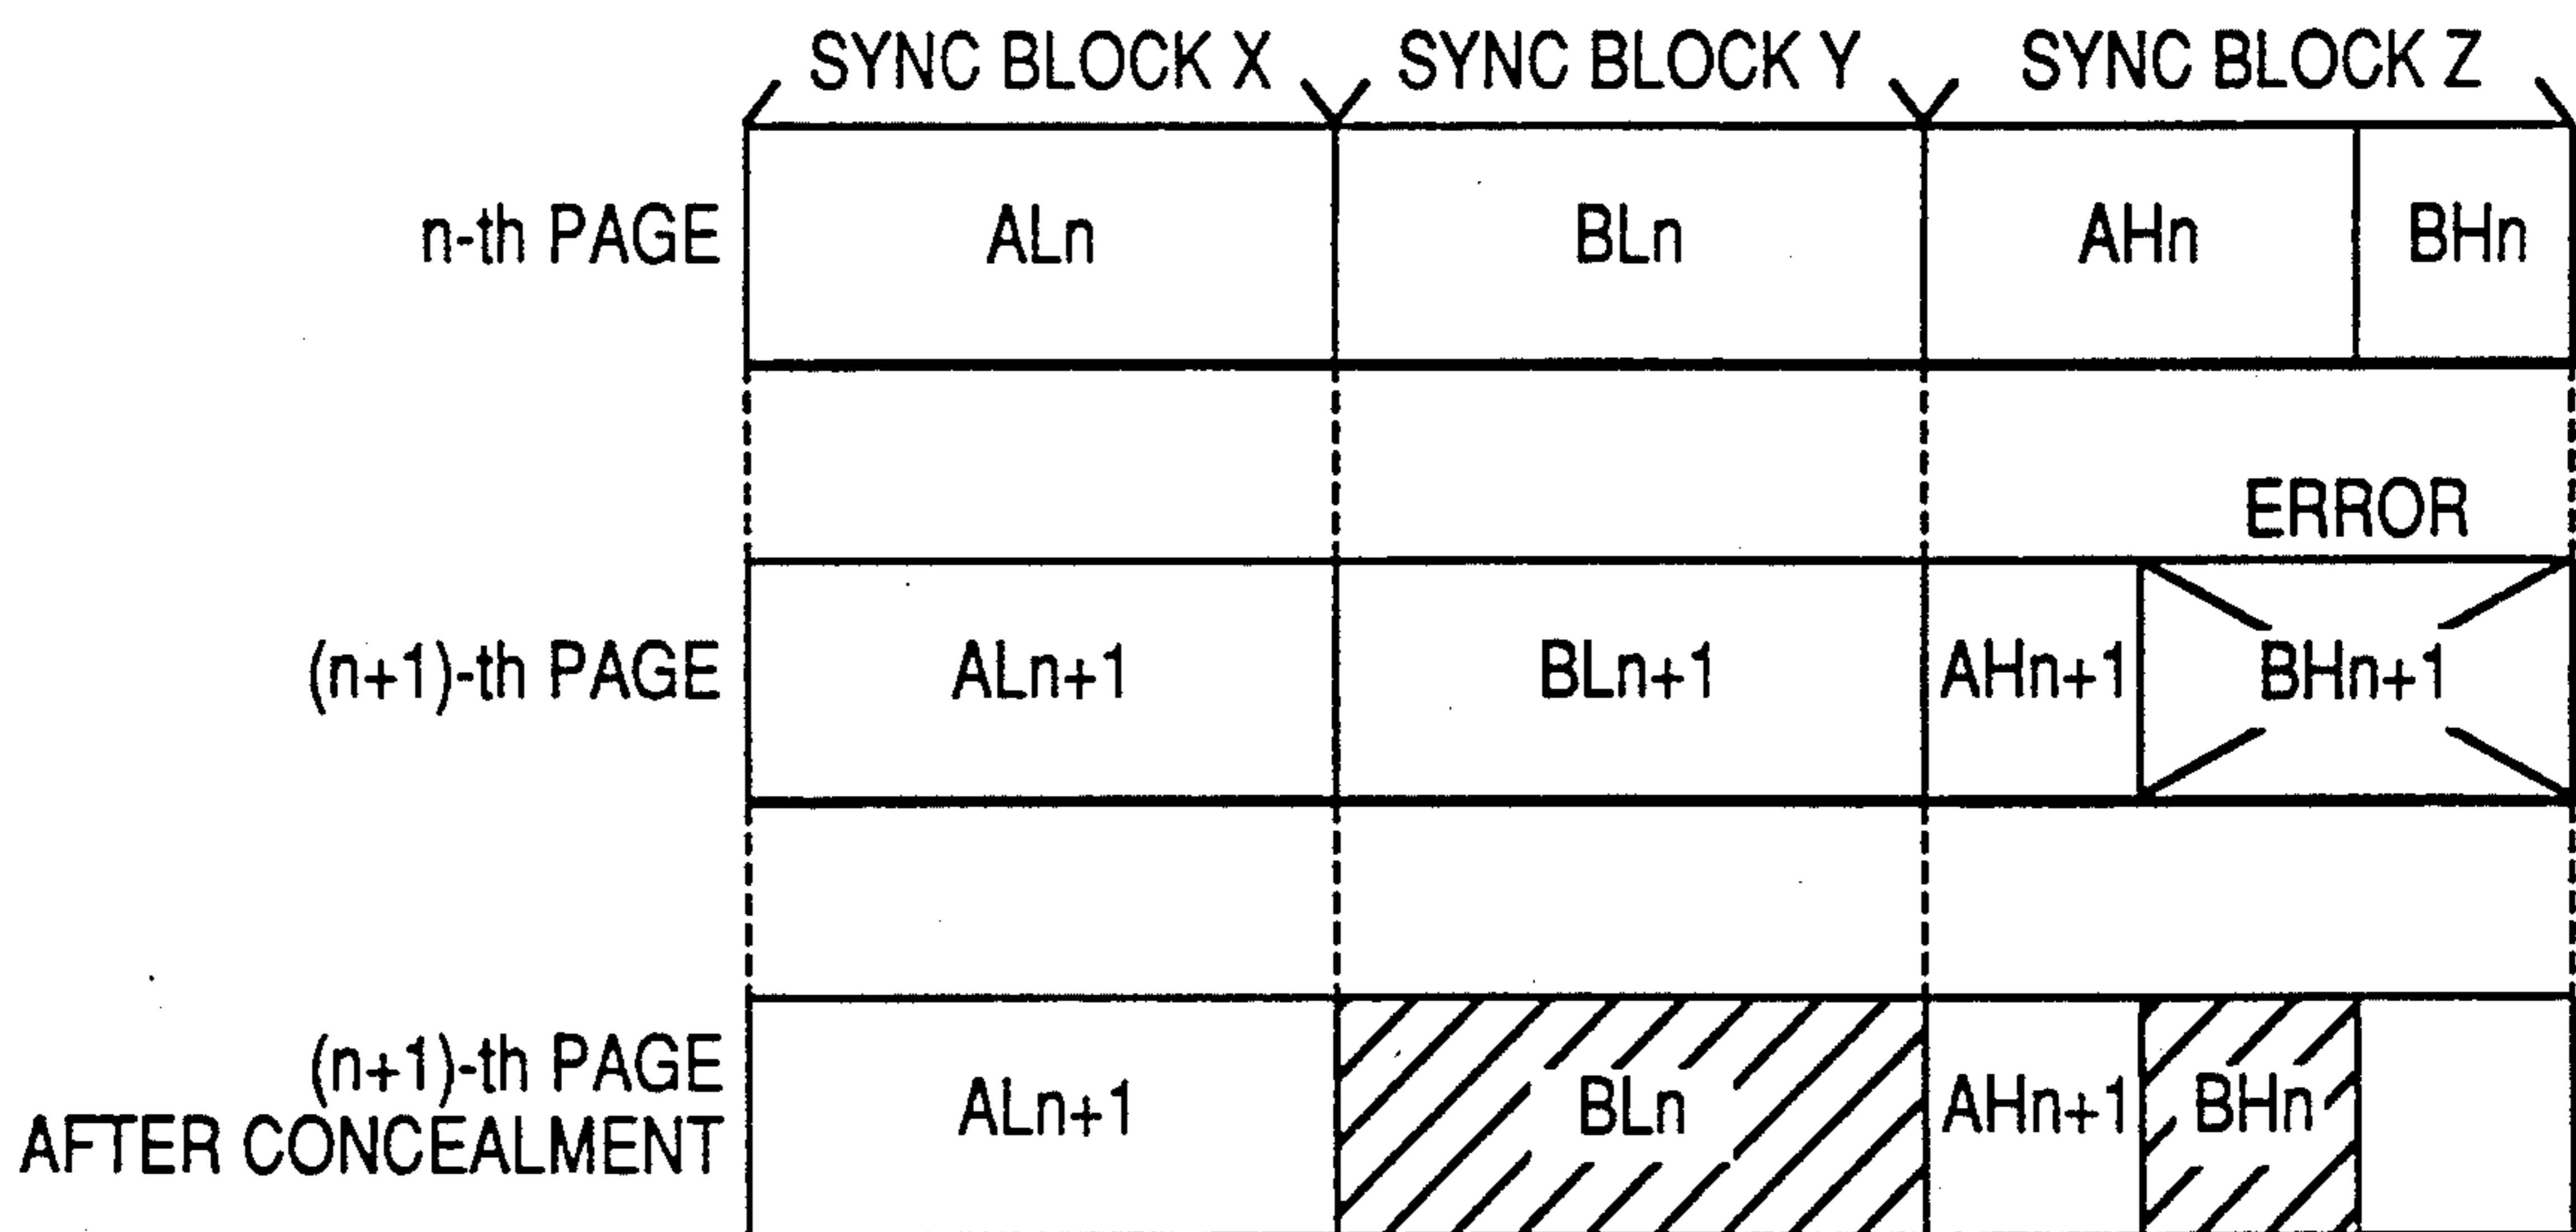 SYNC BLOCK X SYNC BLOCK Y SYNC BLOCK Z
n-th PAGE ALn BLn AHn BHn
ERROR
(n+1)-th PAGE ALn+1 BLn+1 AHn+1 BHn+1
(n+1)-th PAGE
AFTER CONCEALMENT ALn+1 BLn AHn+1 BHn